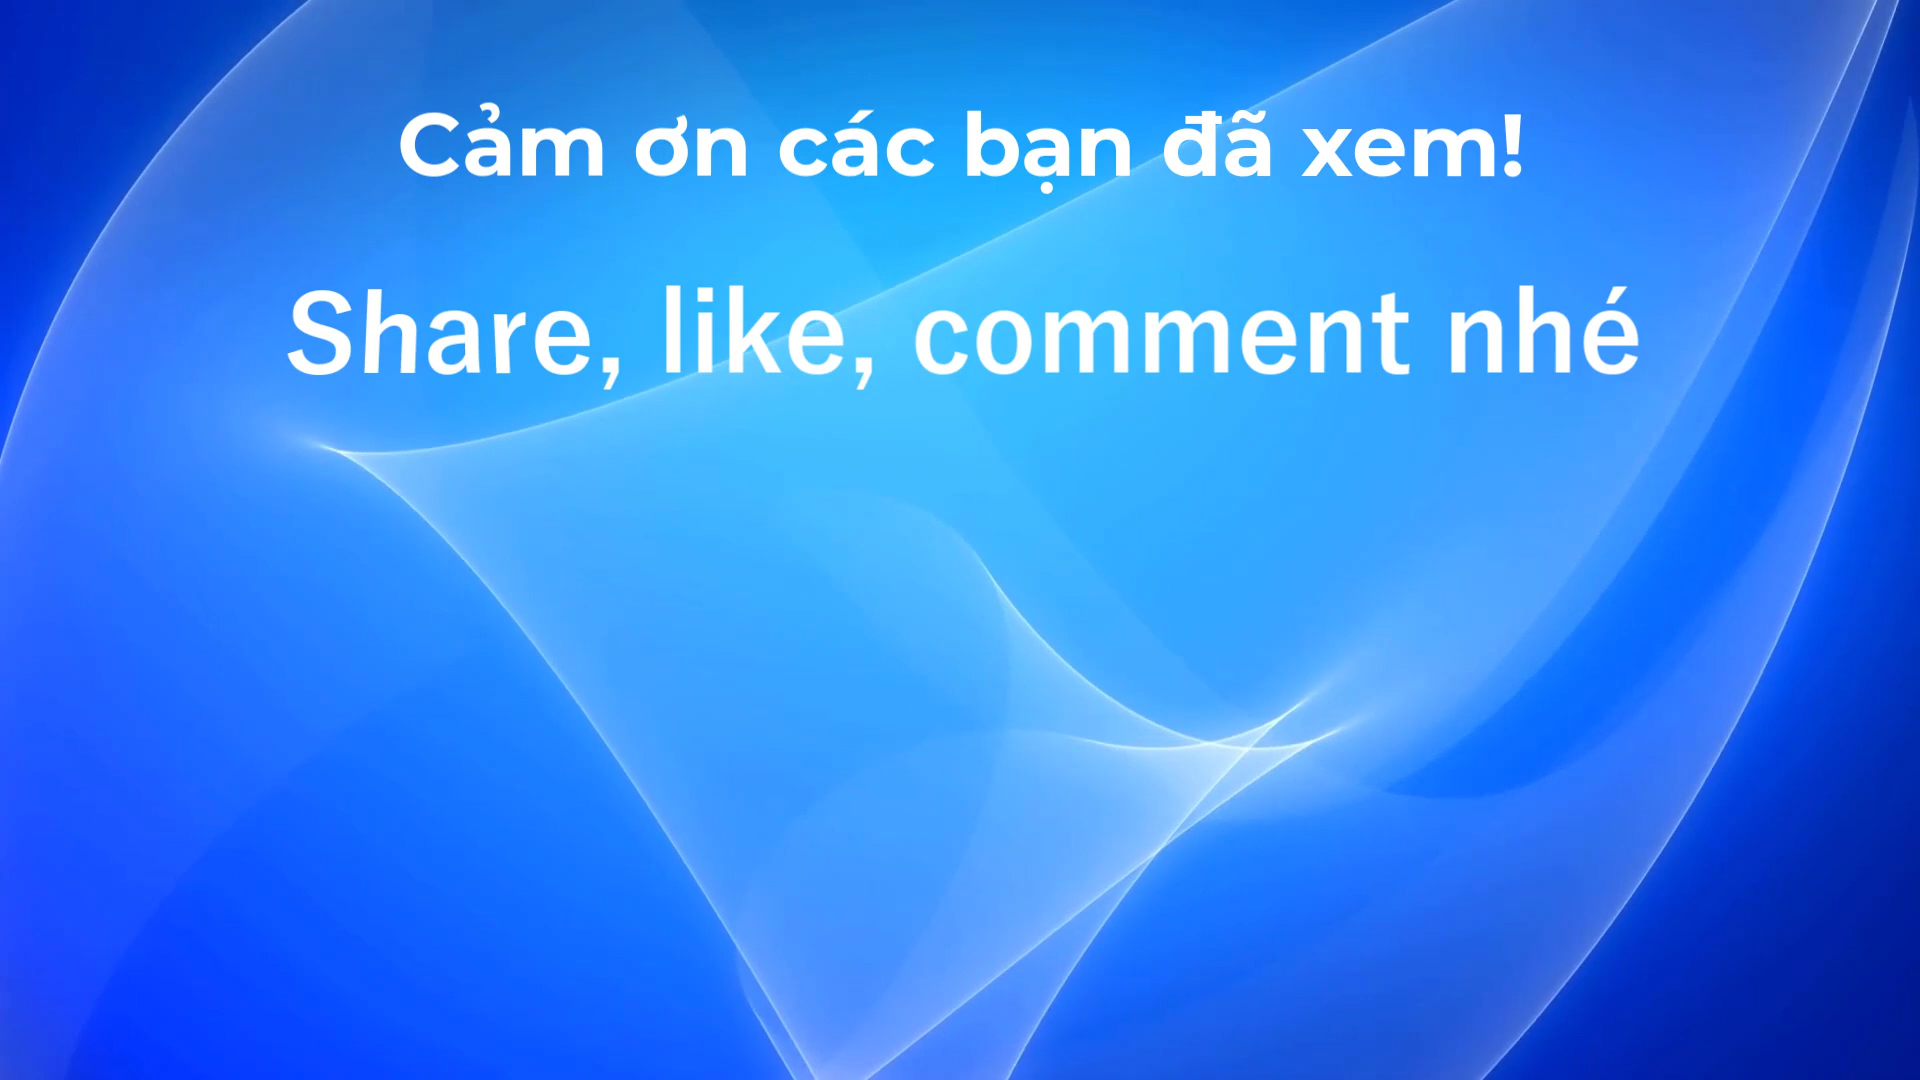 Cảm ơn các bạn đã xem!
Share, like, comment nhé